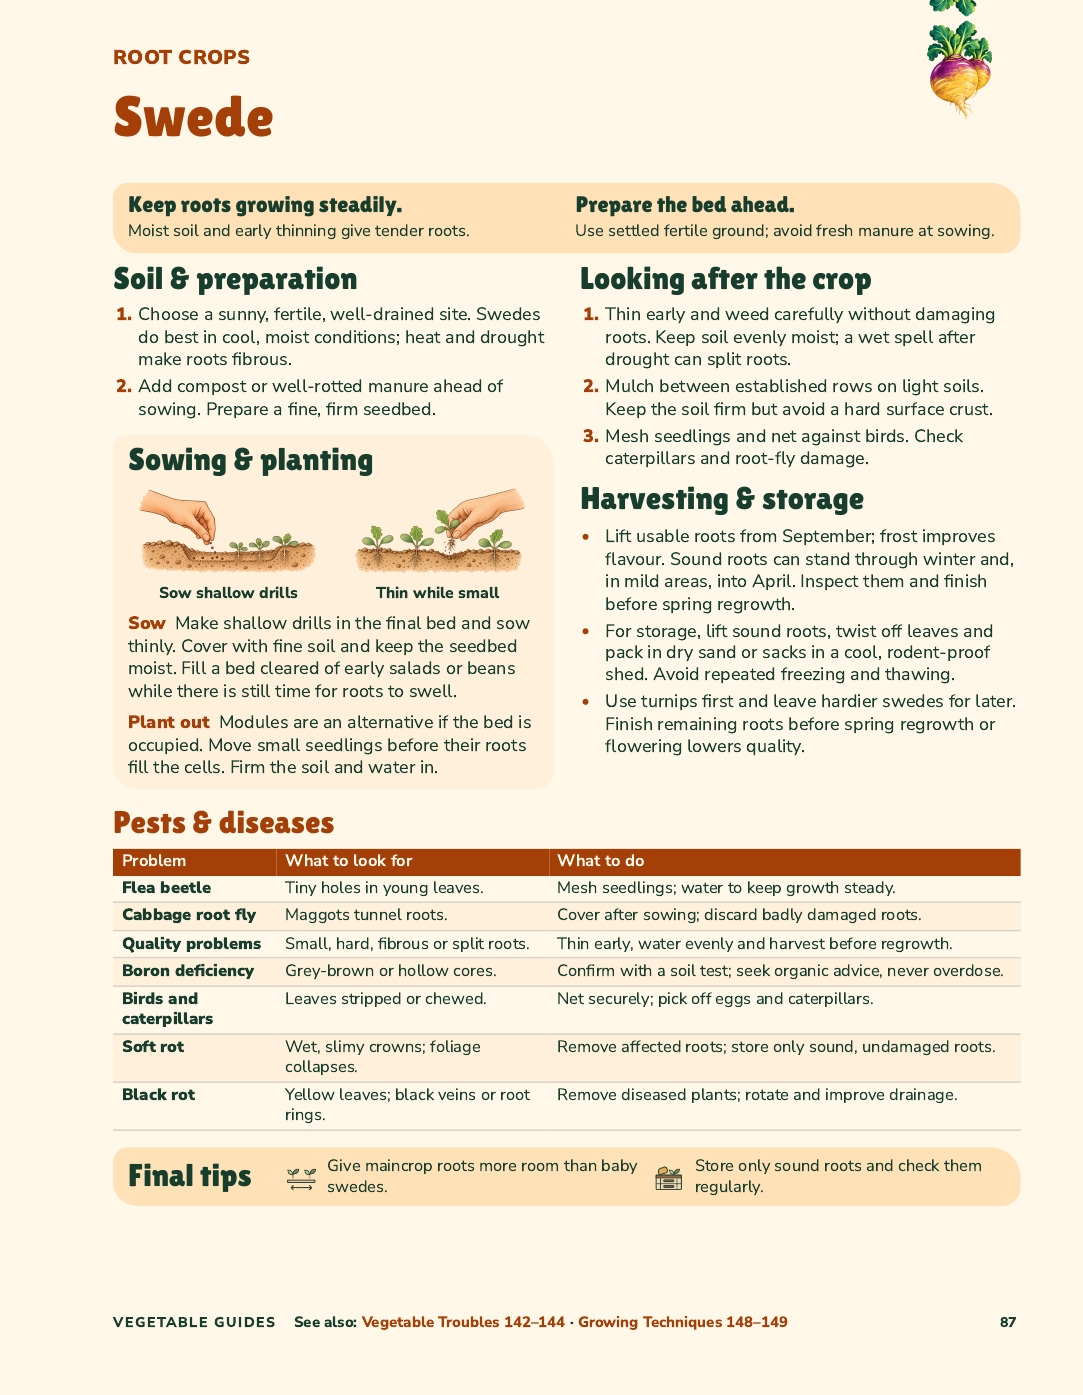 ROOT CROPS
Swede
Keep roots growing steadily.
Moist soil and early thinning give tender roots.
Prepare the bed ahead.
Use settled fertile ground; avoid fresh manure at sowing.
Soil & preparation
1. Choose a sunny, fertile, well-drained site. Swedes
do best in cool, moist conditions; heat and drought
make roots fibrous.
2. Add compost or well-rotted manure ahead of
sowing. Prepare a fine, firm seedbed.
Sowing & planting
Sow shallow drills
Thin while small
Sow Make shallow drills in the final bed and sow
thinly. Cover with fine soil and keep the seedbed
moist. Fill a bed cleared of early salads or beans
while there is still time for roots to swell.
Plant out Modules are an alternative if the bed is
occupied. Move small seedlings before their roots
fill the cells. Firm the soil and water in.
Looking after the crop
1. Thin early and weed carefully without damaging
roots. Keep soil evenly moist; a wet spell after
drought can split roots.
2. Mulch between established rows on light soils.
Keep the soil firm but avoid a hard surface crust.
3. Mesh seedlings and net against birds. Check
caterpillars and root-fly damage.
Harvesting & storage
• Lift usable roots from September; frost improves
flavour. Sound roots can stand through winter and,
in mild areas, into April. Inspect them and finish
before spring regrowth.
• For storage, lift sound roots, twist off leaves and
pack in dry sand or sacks in a cool, rodent-proof
shed. Avoid repeated freezing and thawing.
• Use turnips first and leave hardier swedes for later.
Finish remaining roots before spring regrowth or
flowering lowers quality.
Pests & diseases
Problem What to look for What to do
Flea beetle Tiny holes in young leaves. Mesh seedlings; water to keep growth steady.
Cabbage root fly Maggots tunnel roots. Cover after sowing; discard badly damaged roots.
Quality problems Small, hard, fibrous or split roots. Thin early, water evenly and harvest before regrowth.
Boron deficiency Grey-brown or hollow cores. Confirm with a soil test; seek organic advice, never overdose.
Birds and Leaves stripped or chewed. Net securely; pick off eggs and caterpillars.
caterpillars
Soft rot Wet, slimy crowns; foliage Remove affected roots; store only sound, undamaged roots.
collapses.
Black rot Yellow leaves; black veins or root Remove diseased plants; rotate and improve drainage.
rings.
Final tips
Give maincrop roots more room than baby
swedes.
Store only sound roots and check them
regularly.
VEGETABLE GUIDES See also: Vegetable Troubles 142–144 · Growing Techniques 148–149 87